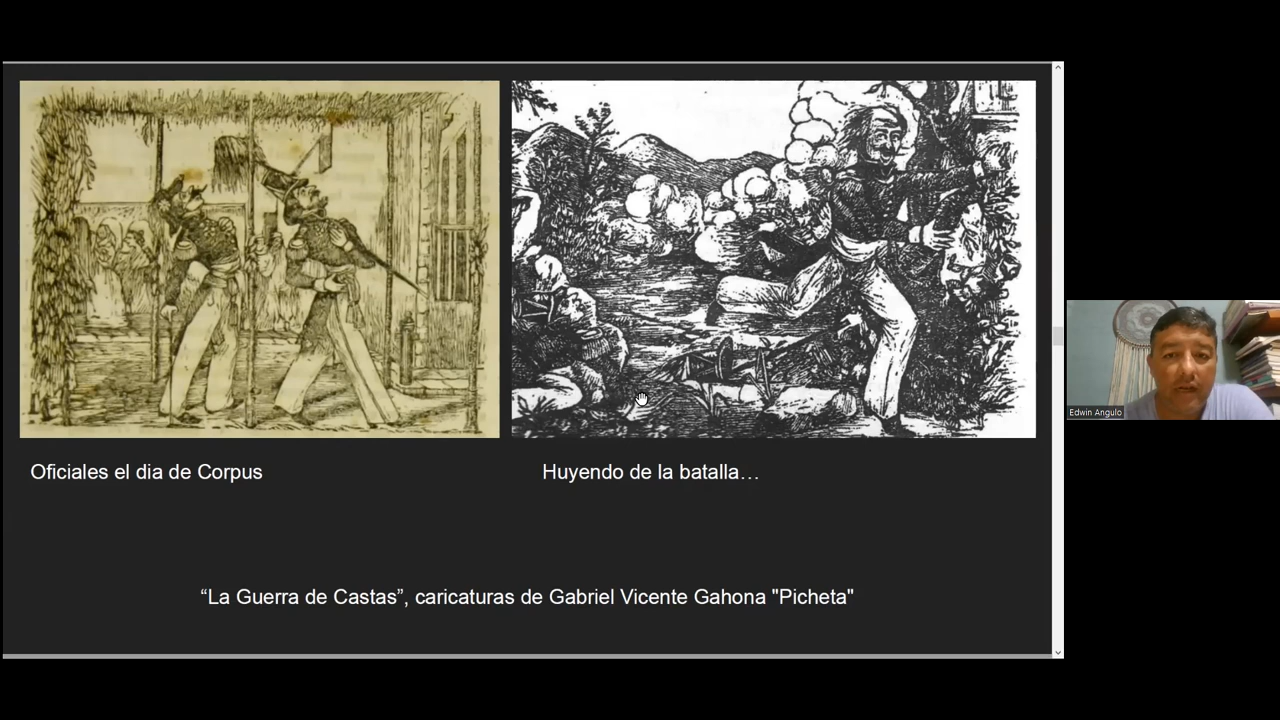 Oficiales el dia de Corpus
Huyendo de la batalla…
“La Guerra de Castas”, caricaturas de Gabriel Vicente Gahona "Picheta"
Edwin Angulo